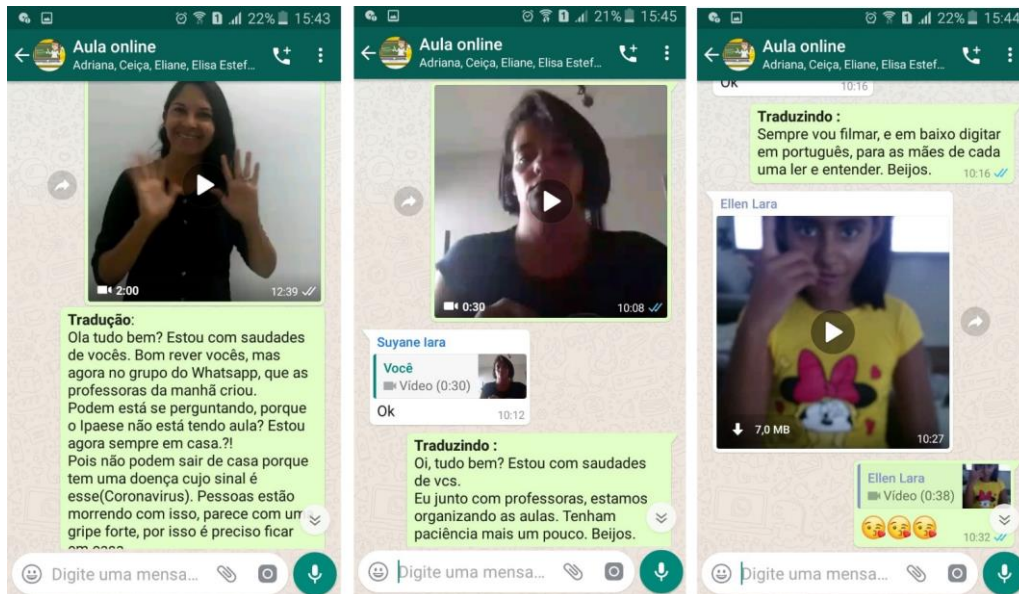 22% 15:43
Aula online
Adriana, Ceiça, Eliane, Elisa Estef...
2:00
12:39
Tradução:
Ola tudo bem? Estou com saudades
de vocês. Bom rever vocês, mas
agora no grupo do Whatsapp, que as
professoras da manhã criou.
Podem está se perguntando, porque
o Ipaese não está tendo aula? Estou
agora sempre em casa.?!
Pois não podem sair de casa porque
tem uma doença cujo sinal é
esse(Coronavirus). Pessoas estão
morrendo com isso, parece com uma
gripe forte, por isso é preciso ficar
em casa
Digite uma mensa...
21% 15:45
Aula online
Adriana, Ceiça, Eliane, Elisa Estef...
0:30
10:08
Suyane Iara
Você
Vídeo (0:30)
Ok
10:12
Traduzindo :
Oi, tudo bem? Estou com saudades
de vcs.
Eu junto com professoras, estamos
organizando as aulas. Tenham
paciência mais um pouco. Beijos.
Digite uma mensa...
22% 15:44
Aula online
Adriana, Ceiça, Eliane, Elisa Estef...
Ok
10:16
Traduzindo :
Sempre vou filmar, e em baixo digitar
em português, para as mães de cada
uma ler e entender. Beijos.
10:16
Ellen Lara
7,0 MB
10:27
Ellen Lara
Vídeo (0:38)
10:32
Digite uma mensa...